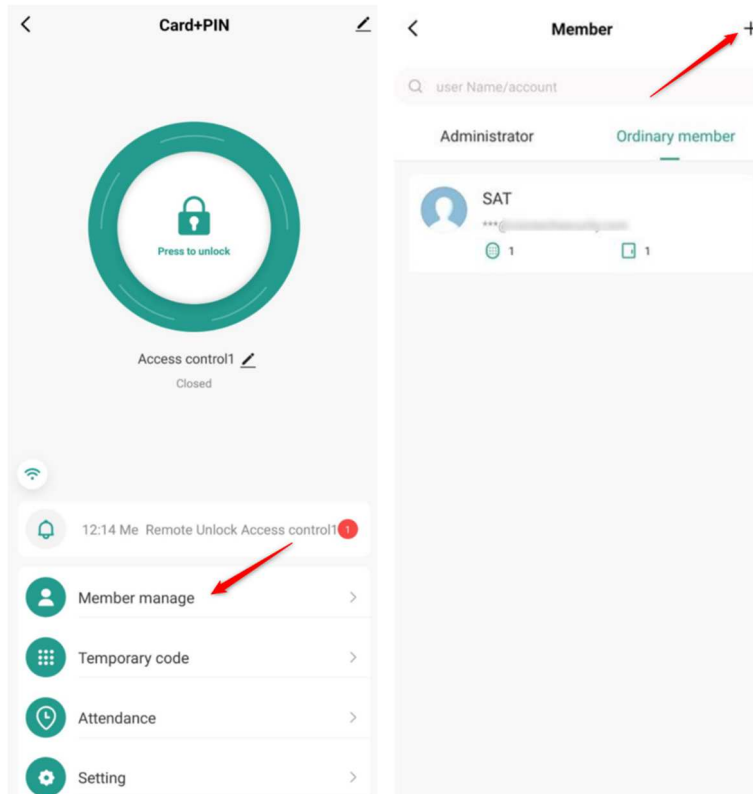 Card+PIN
Press to unlock
Access control1
Closed
12:14 Me Remote Unlock Access control1
1
Member manage
Temporary code
Attendance
Setting
Member
user Name/account
Administrator
Ordinary member
SAT
1
1